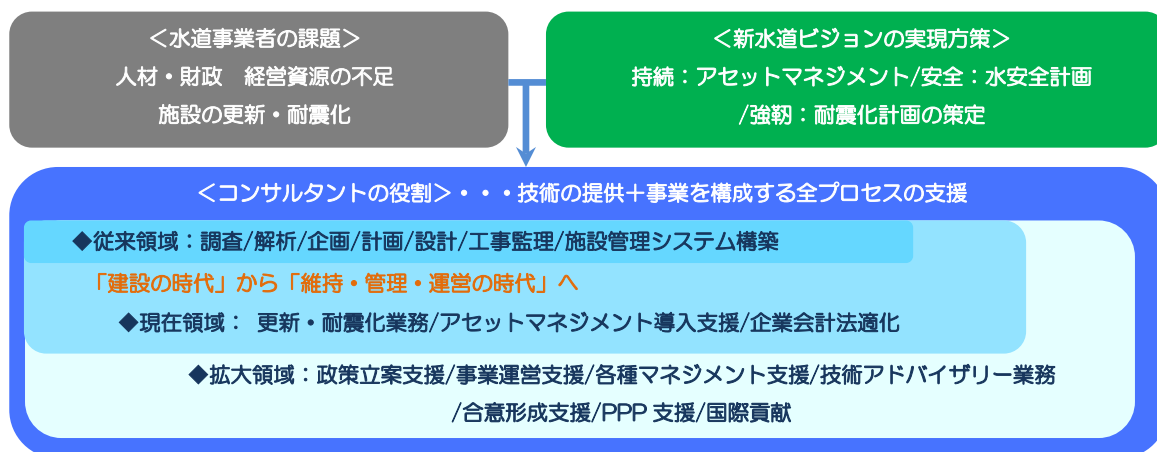 ＜水道事業者の課題＞
人材・財政　経営資源の不足
施設の更新・耐震化
＜新水道ビジョンの実現方策＞
持続：アセットマネジメント/安全：水安全計画
/強靭：耐震化計画の策定
＜コンサルタントの役割＞・・・技術の提供＋事業を構成する全プロセスの支援
◆従来領域：調査/解析/企画/計画/設計/工事監理/施設管理システム構築
「建設の時代」から「維持・管理・運営の時代」へ
◆現在領域：　更新・耐震化業務/アセットマネジメント導入支援/企業会計法適化
◆拡大領域：政策立案支援/事業運営支援/各種マネジメント支援/技術アドバイザリー業務
/合意形成支援/PPP 支援/国際貢献